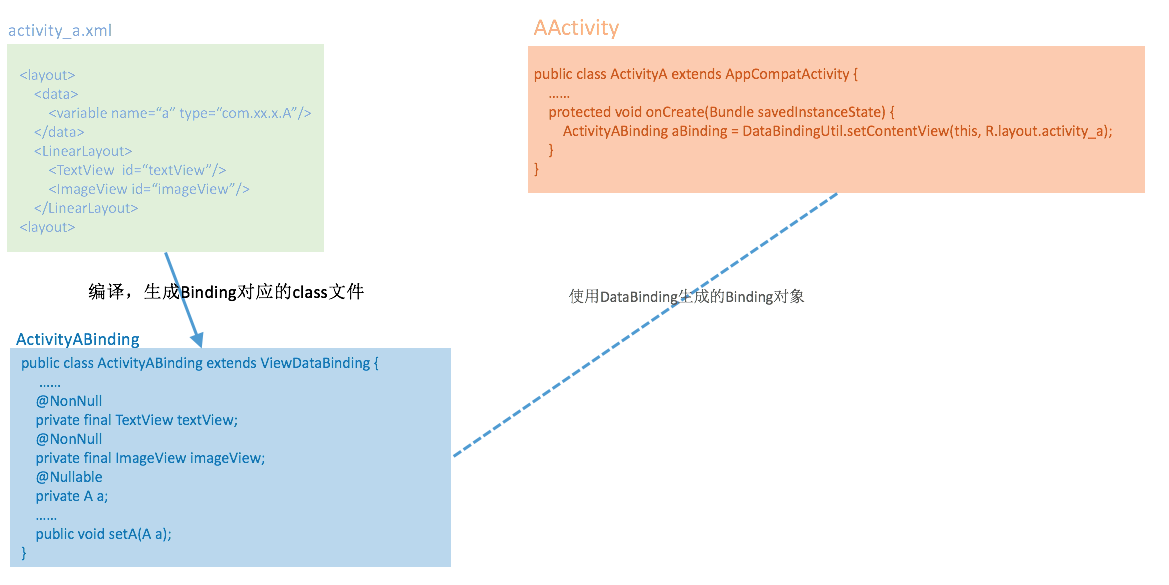 activity_a.xml
<layout>
<data>
<variable name=“a” type=“com.xx.x.A”/>
</data>
<LinearLayout>
<TextView  id=“textView”/>
<ImageView id=“imageView”/>
</LinearLayout>
<layout>
AActivity
public class ActivityA extends AppCompatActivity {
……
protected void onCreate(Bundle savedInstanceState) {
ActivityABinding aBinding = DataBindingUtil.setContentView(this, R.layout.activity_a);
}
}
编译，生成Binding对应的class文件
使用DataBinding生成的Binding对象
ActivityABinding
public class ActivityABinding extends ViewDataBinding {
……
@NonNull
private final TextView textView;
@NonNull
private final ImageView imageView;
@Nullable
private A a;
……
public void setA(A a);
}